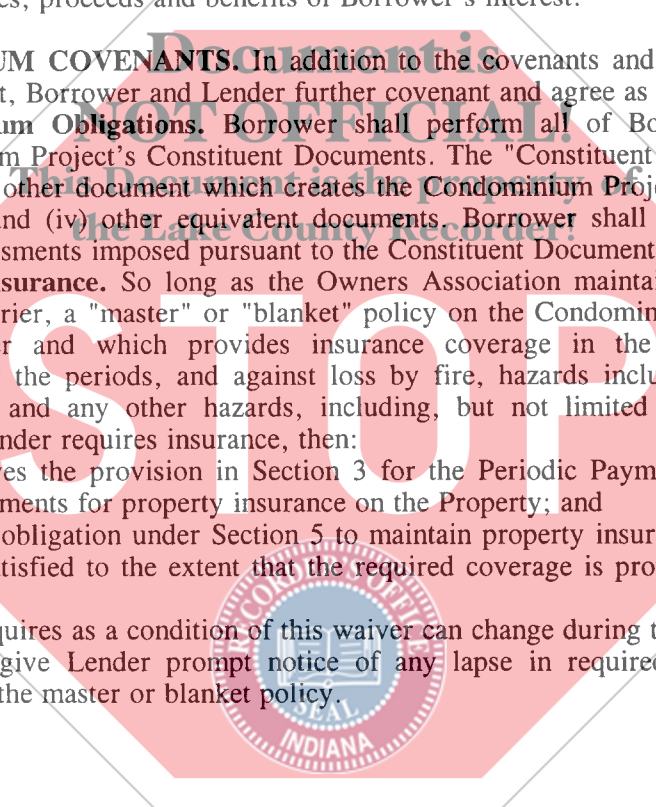 es, proceeds and benefits of Borrower's interest.
UM COVENANTS. In addition to the covenants and
t, Borrower and Lender further covenant and agree as
um Obligations. Borrower shall perform all of Bo
m Project's Constituent Documents. The "Constituent
other document which creates the Condominium Proj
nd (iv) other equivalent documents. Borrower shall
sments imposed pursuant to the Constituent Document
surance. So long as the Owners Association maintai
rier, a "master" or "blanket" policy on the Condomin
r and which provides insurance coverage in the
the periods, and against loss by fire, hazards inclu
and any other hazards, including, but not limited
nder requires insurance, then:
es the provision in Section 3 for the Periodic Paym
ments for property insurance on the Property; and
obligation under Section 5 to maintain property insur
tisfied to the extent that the required coverage is pro
quires as a condition of this waiver can change during t
give Lender prompt notice of any lapse in required
the master or blanket policy.
Document is
NOT OFFICIAL!
This Document is the property of
the Lake County Recorder!
STOP
RECORDER'S OFFICE
SEAL
INDIANA